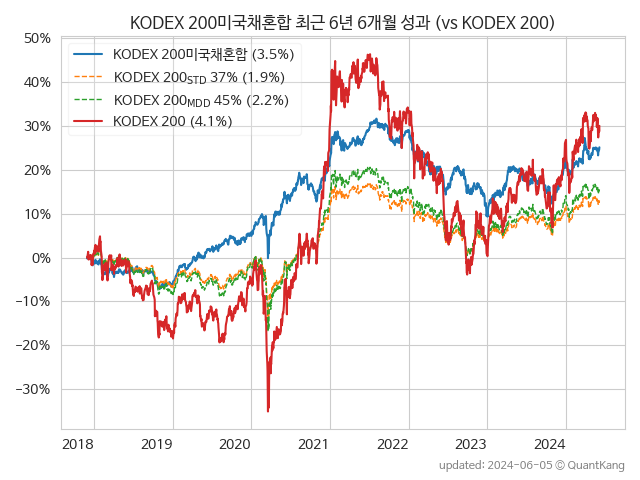 KODEX 200미국채혼합 최근 6년 6개월 성과 (vs KODEX 200)
KODEX 200미국채혼합 (3.5%)
KODEX 200STD 37% (1.9%)
KODEX 200MDD 45% (2.2%)
KODEX 200 (4.1%)
50%
40%
30%
20%
10%
0%
−10%
−20%
−30%
2018 2019 2020 2021 2022 2023 2024
updated: 2024-06-05 © QuantKang